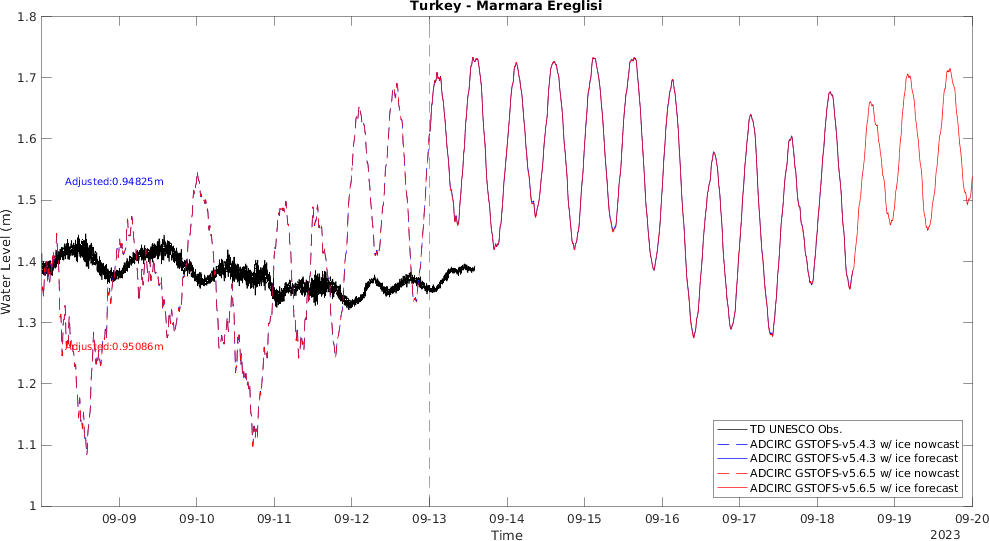 Turkey - Marmara Ereglisi
Water Level (m)
1.8
1.7
1.6
1.5
1.4
1.3
1.2
1.1
1
Adjusted:0.94825m
Adjusted:0.95086m
TD UNESCO Obs.
ADCIRC GSTOFS-v5.4.3 w/ ice nowcast
ADCIRC GSTOFS-v5.4.3 w/ ice forecast
ADCIRC GSTOFS-v5.6.5 w/ ice nowcast
ADCIRC GSTOFS-v5.6.5 w/ ice forecast
09-09 09-10 09-11 09-12 09-13 09-14 09-15 09-16 09-17 09-18 09-19 09-20
Time
2023